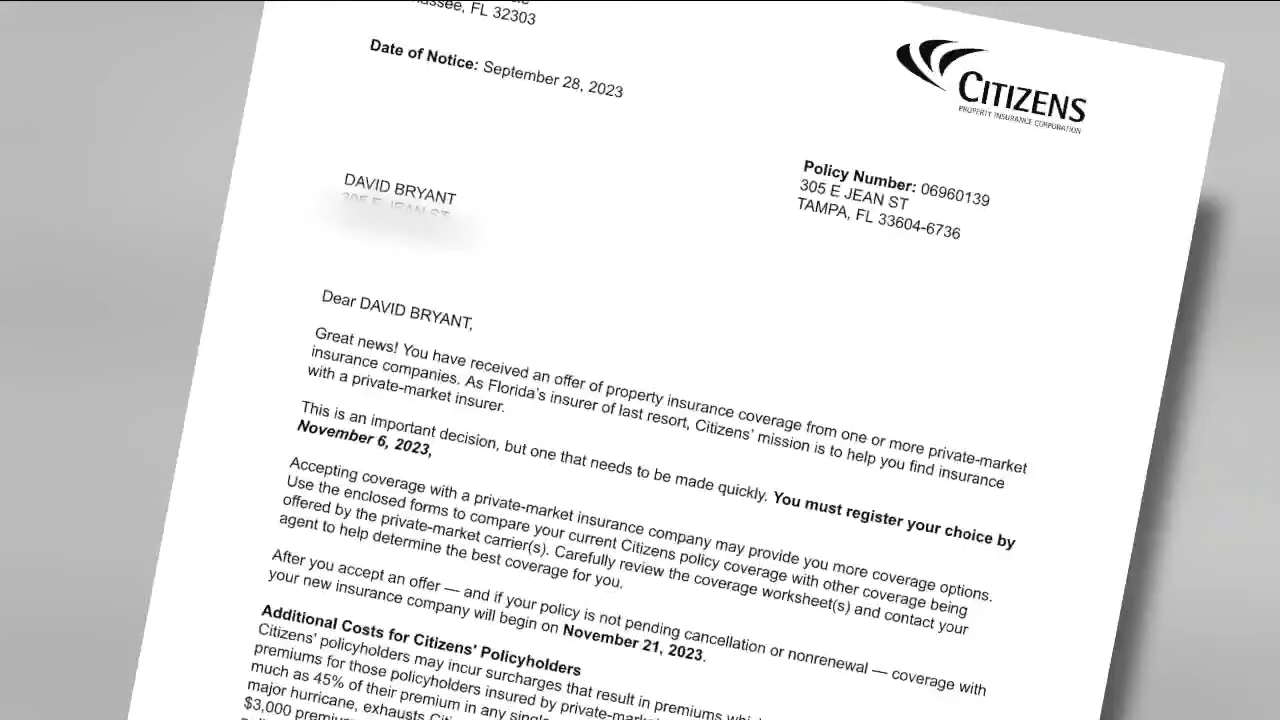 FL 32303
Date of Notice: September 28, 2023
CITIZENS
PROPERTY INSURANCE CORPORATION
Policy Number: 06960139
305 E JEAN ST
TAMPA, FL 33604-6736
DAVID BRYANT
305 E JEAN ST
Dear DAVID BRYANT,
Great news! You have received an offer of property insurance coverage from one or more private-market
insurance companies. As Florida's insurer of last resort, Citizens' mission is to help you find insurance
with a private-market insurer.
This is an important decision, but one that needs to be made quickly. You must register your choice by
November 6, 2023,
Accepting coverage with a private-market insurance company may provide you more coverage options.
Use the enclosed forms to compare your current Citizens policy coverage with other coverage being
offered by the private-market carrier(s). Carefully review the coverage worksheet(s) and contact your
agent to help determine the best coverage for you.
After you accept an offer — and if your policy is not pending cancellation or nonrenewal — coverage with
your new insurance company will begin on November 21, 2023.
Additional Costs for Citizens' Policyholders
Citizens' policyholders may incur surcharges that result in premiums
premiums for those policyholders insured by
much as 45% of their premium in any single
major hurricane, exhausts
$3,000